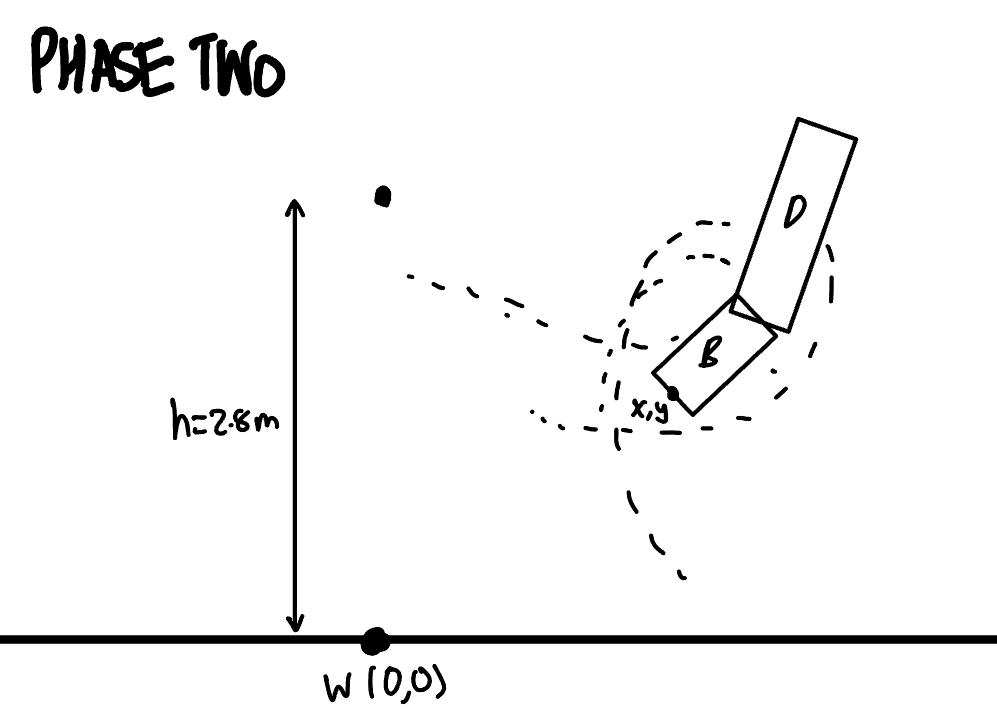 PHASE TWO
D
B
x,y
h=2.8m
W (0,0)